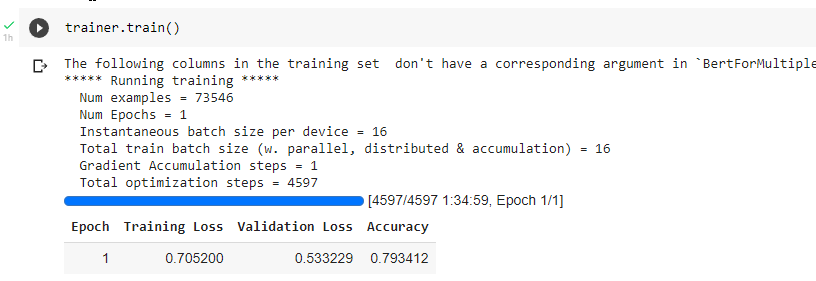 trainer.train()
1h
The following columns in the training set  don't have a corresponding argument in `BertForMultiple
***** Running training *****
Num examples = 73546
Num Epochs = 1
Instantaneous batch size per device = 16
Total train batch size (w. parallel, distributed & accumulation) = 16
Gradient Accumulation steps = 1
Total optimization steps = 4597
[4597/4597 1:34:59, Epoch 1/1]
Epoch Training Loss Validation Loss Accuracy
1 0.705200 0.533229 0.793412